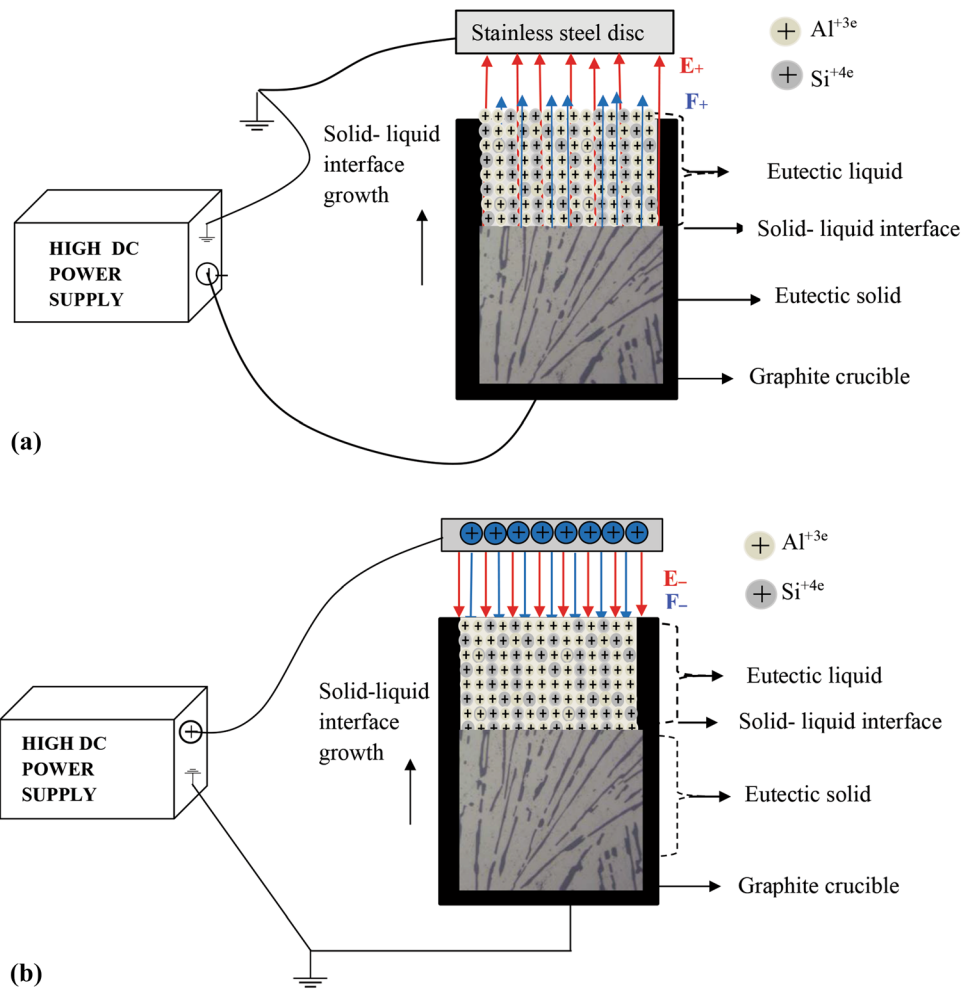 Stainless steel disc
+ Al+3e
+ Si+4e
E+
F+
Solid- liquid
interface
growth
Eutectic liquid
Solid- liquid interface
Eutectic solid
Graphite crucible
HIGH DC
POWER
SUPPLY
+
(a)
+ + + + + + + +
+ Al+3e
+ Si+4e
E−
F−
Solid-liquid
interface
growth
Eutectic liquid
Solid- liquid interface
Eutectic solid
Graphite crucible
+
HIGH DC
POWER
SUPPLY
(b)